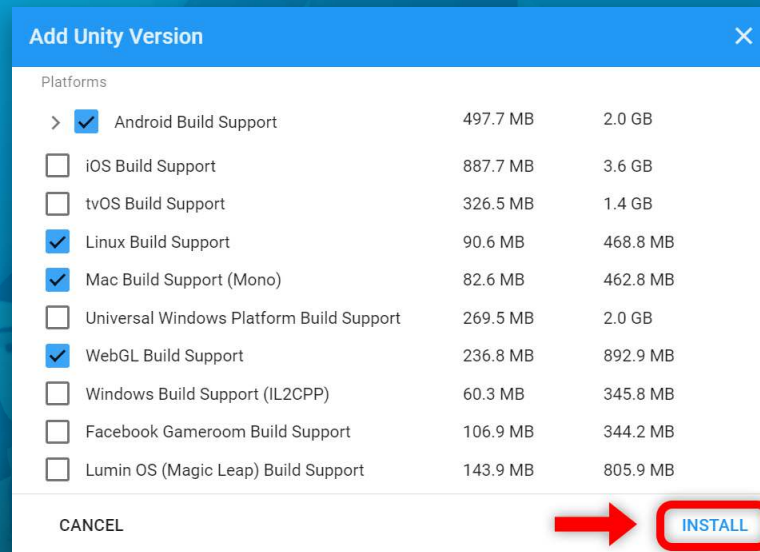 Add Unity Version
Platforms
Android Build Support 497.7 MB 2.0 GB
iOS Build Support 887.7 MB 3.6 GB
tvOS Build Support 326.5 MB 1.4 GB
Linux Build Support 90.6 MB 468.8 MB
Mac Build Support (Mono) 82.6 MB 462.8 MB
Universal Windows Platform Build Support 269.5 MB 2.0 GB
WebGL Build Support 236.8 MB 892.9 MB
Windows Build Support (IL2CPP) 60.3 MB 345.8 MB
Facebook Gameroom Build Support 106.9 MB 344.2 MB
Lumin OS (Magic Leap) Build Support 143.9 MB 805.9 MB
CANCEL INSTALL